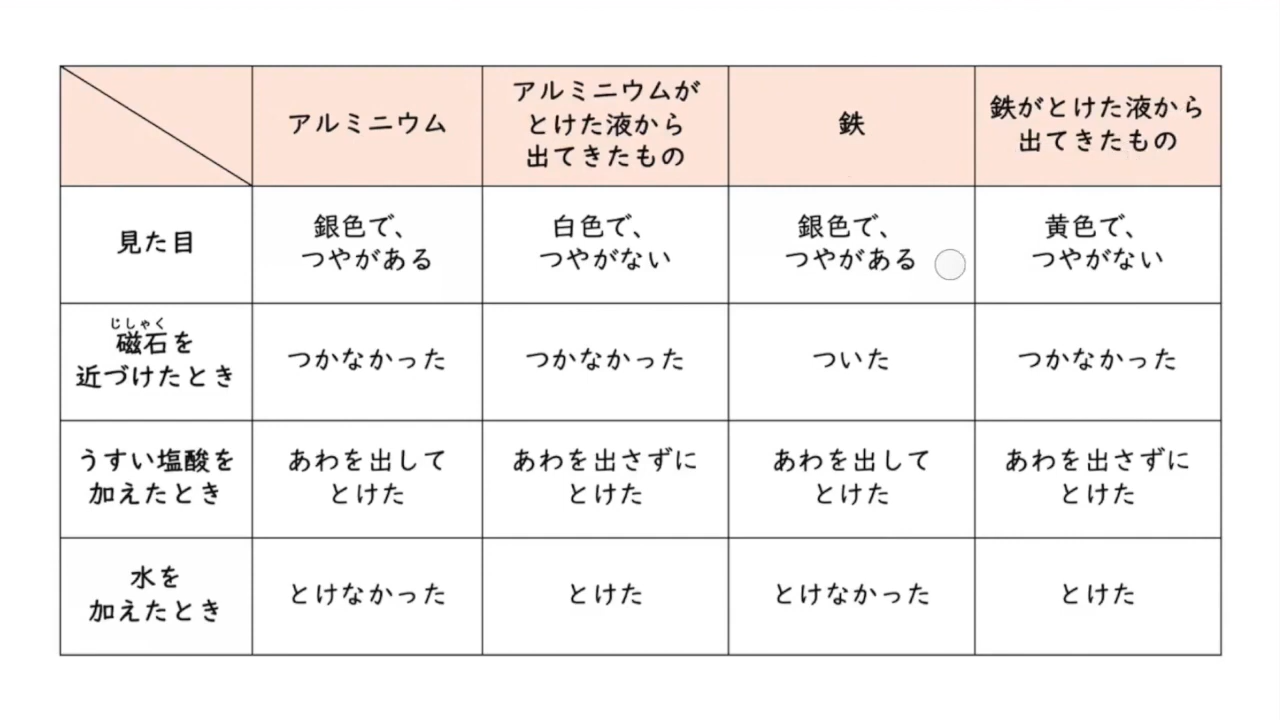 アルミニウム
アルミニウムが
とけた液から
出てきたもの
鉄
鉄がとけた液から
出てきたもの
見た目
銀色で、
つやがある
白色で、
つやがない
銀色で、
つやがある
黄色で、
つやがない
じしゃく
磁石を
近づけたとき
つかなかった
つかなかった
ついた
つかなかった
うすい塩酸を
加えたとき
あわを出して
とけた
あわを出さずに
とけた
あわを出して
とけた
あわを出さずに
とけた
水を
加えたとき
とけなかった
とけた
とけなかった
とけた